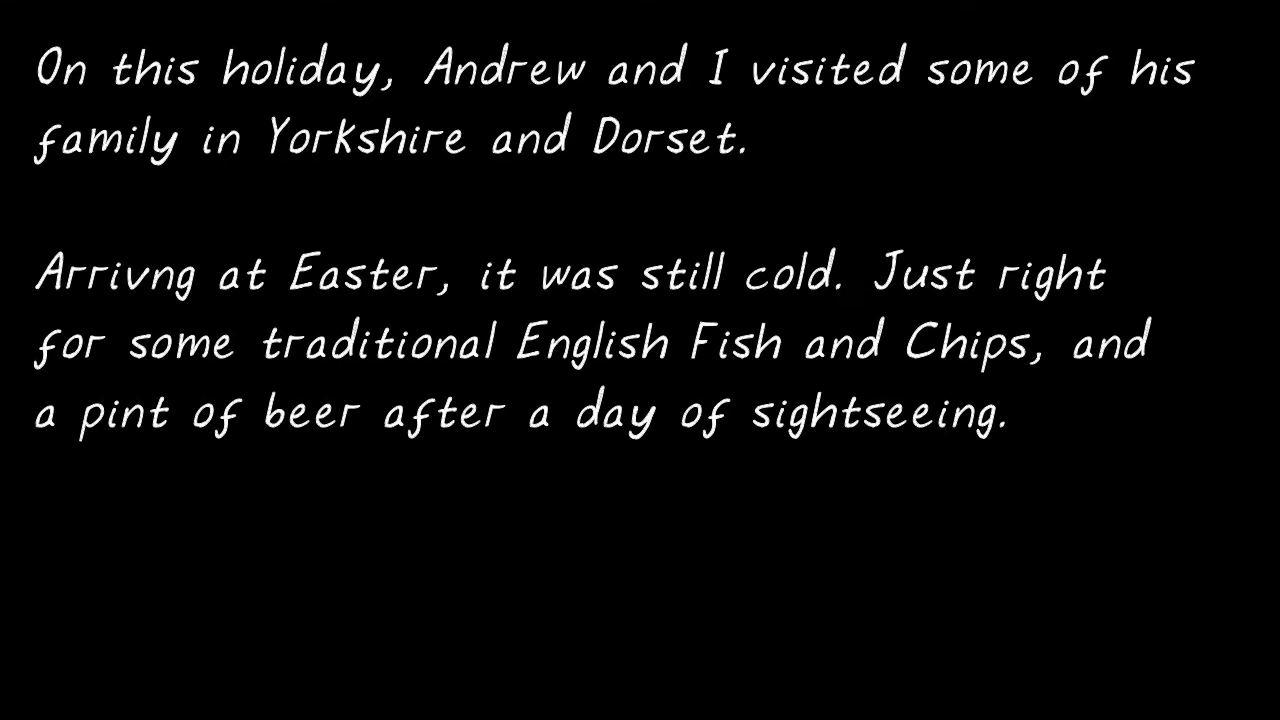 On this holiday, Andrew and I visited some of his
family in Yorkshire and Dorset.
Arrivng at Easter, it was still cold. Just right
for some traditional English Fish and Chips, and
a pint of beer after a day of sightseeing.